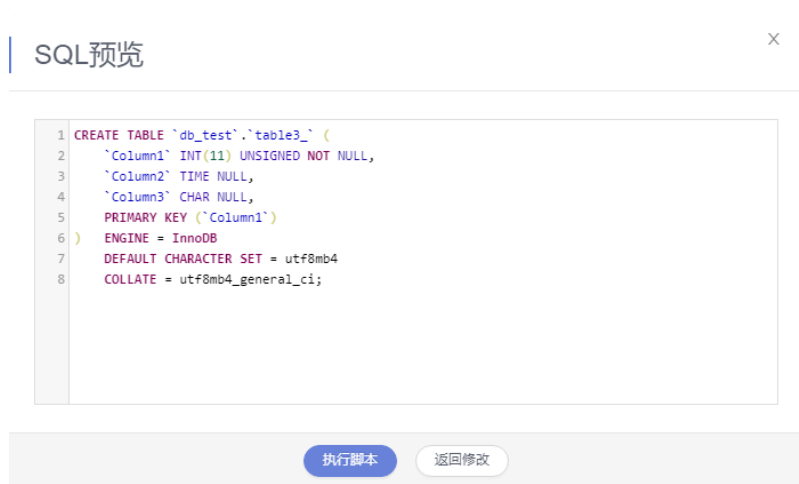 SQL预览
1 CREATE TABLE `db_test`.`table3_` (
2     `Column1` INT(11) UNSIGNED NOT NULL,
3     `Column2` TIME NULL,
4     `Column3` CHAR NULL,
5     PRIMARY KEY (`Column1`)
6 )   ENGINE = InnoDB
7     DEFAULT CHARACTER SET = utf8mb4
8     COLLATE = utf8mb4_general_ci;
执行脚本 返回修改